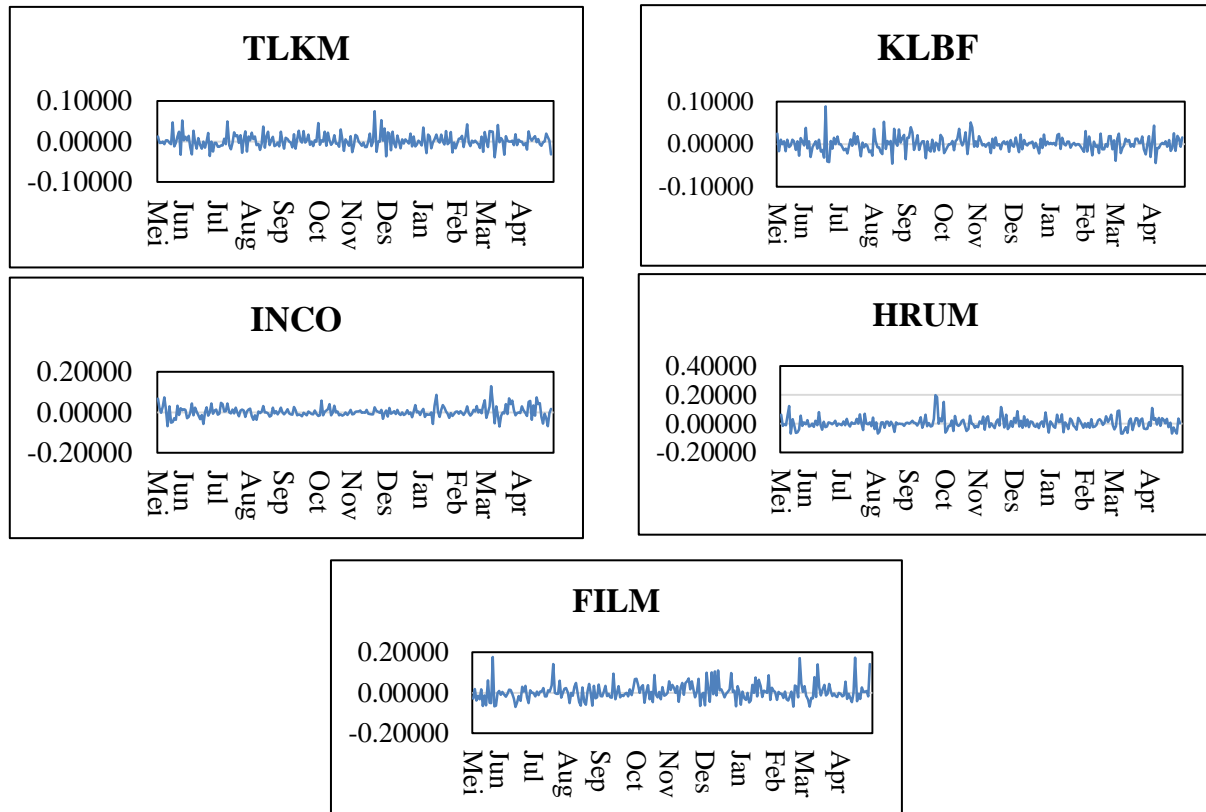 TLKM
0.10000
0.00000
-0.10000
Mei Jun Jul Aug Sep Oct Nov Des Jan Feb Mar Apr
KLBF
0.10000
0.00000
-0.10000
Mei Jun Jul Aug Sep Oct Nov Des Jan Feb Mar Apr
INCO
0.20000
0.00000
-0.20000
Mei Jun Jul Aug Sep Oct Nov Des Jan Feb Mar Apr
HRUM
0.40000
0.20000
0.00000
-0.20000
Mei Jun Jul Aug Sep Oct Nov Des Jan Feb Mar Apr
FILM
0.20000
0.00000
-0.20000
Mei Jun Jul Aug Sep Oct Nov Des Jan Feb Mar Apr